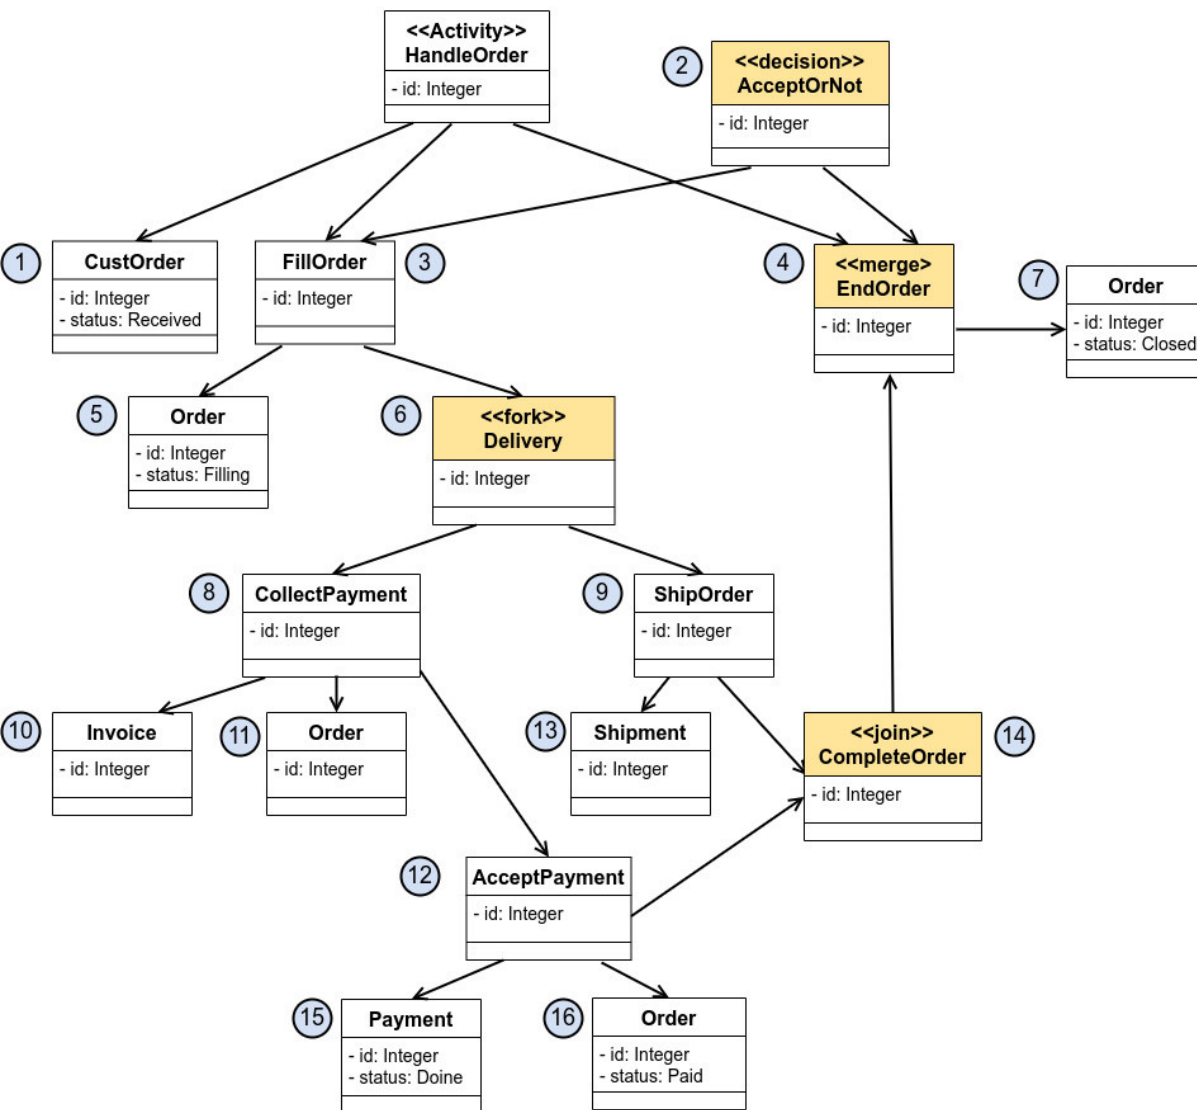 <<Activity>>
HandleOrder
- id: Integer
2
<<decision>>
AcceptOrNot
- id: Integer
1
CustOrder
- id: Integer
- status: Received
FillOrder
- id: Integer
3
4
<<merge>
EndOrder
- id: Integer
7
Order
- id: Integer
- status: Closed
5
Order
- id: Integer
- status: Filling
6
<<fork>>
Delivery
- id: Integer
8
CollectPayment
- id: Integer
9
ShipOrder
- id: Integer
10
Invoice
- id: Integer
11
Order
- id: Integer
13
Shipment
- id: Integer
<<join>>
CompleteOrder
- id: Integer
14
12
AcceptPayment
- id: Integer
15
Payment
- id: Integer
- status: Doine
16
Order
- id: Integer
- status: Paid